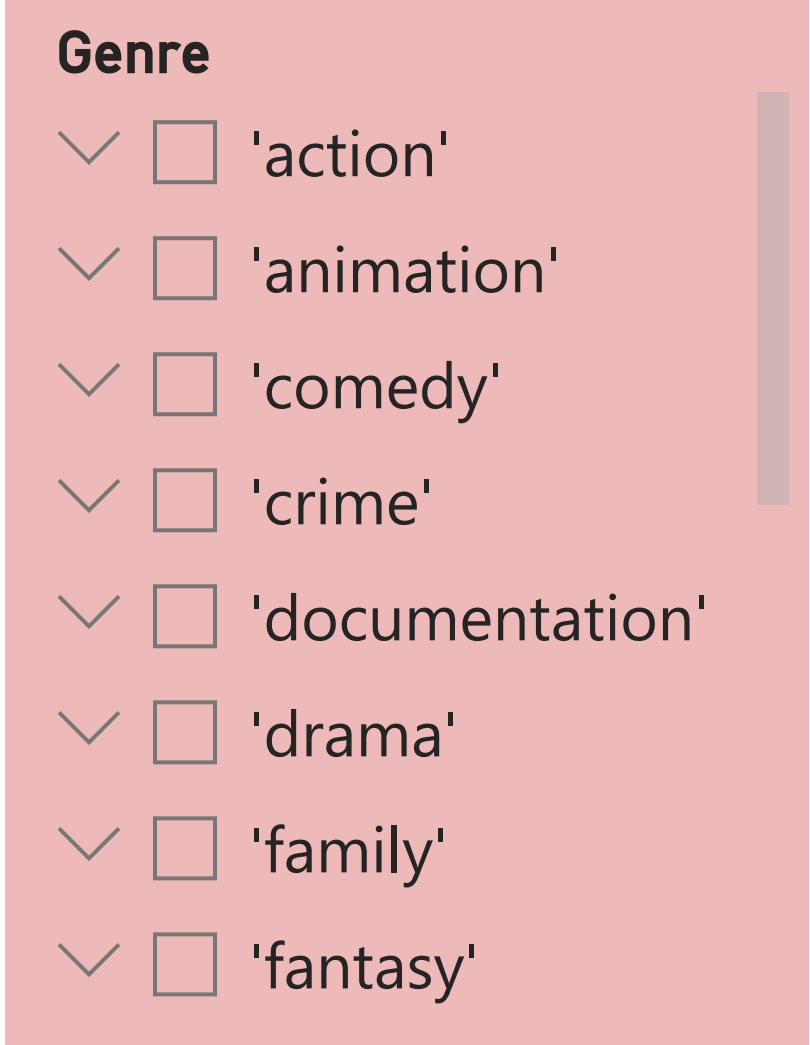 Genre
'action'
'animation'
'comedy'
'crime'
'documentation'
'drama'
'family'
'fantasy'